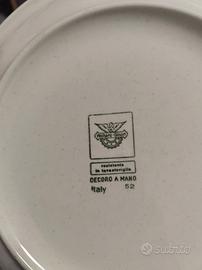 resistente
in lavastoviglie
DECORO A MANO
Italy 52
subito